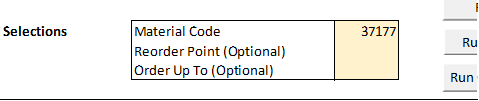 Selections Material Code 37177
Reorder Point (Optional)
Ru
Order Up To (Optional)
Run